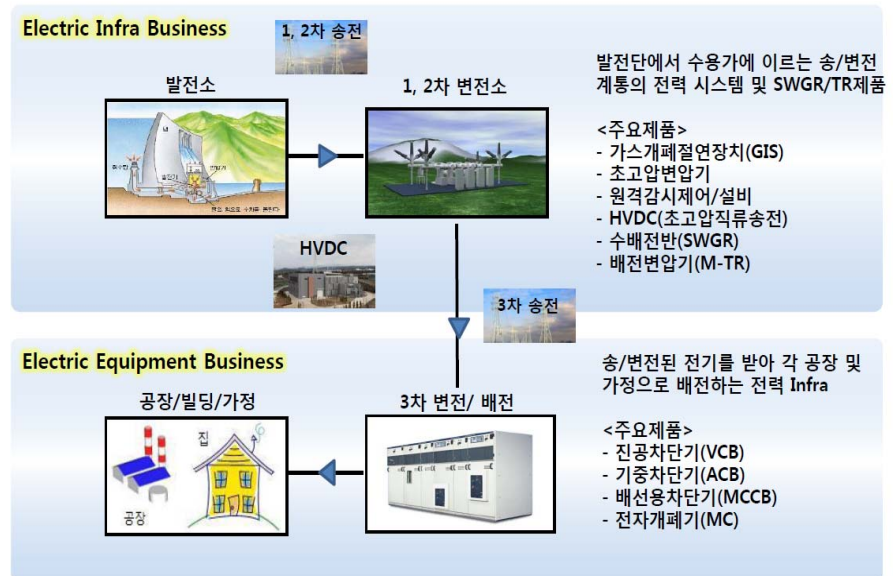 Electric Infra Business
1, 2차 송전
발전소
1, 2차 변전소
발전단에서 수용가에 이르는 송/변전
계통의 전력 시스템 및 SWGR/TR제품
<주요제품>
- 가스개폐절연장치(GIS)
- 초고압변압기
- 원격감시제어/설비
- HVDC(초고압직류송전)
- 수배전반(SWGR)
- 배전변압기(M-TR)
댐
발전기
변압기
HVDC
3차 송전
Electric Equipment Business
공장/빌딩/가정
3차 변전/ 배전
송/변전된 전기를 받아 각 공장 및
가정으로 배전하는 전력 Infra
<주요제품>
- 진공차단기(VCB)
- 기중차단기(ACB)
- 배선용차단기(MCCB)
- 전자개폐기(MC)
집
공장